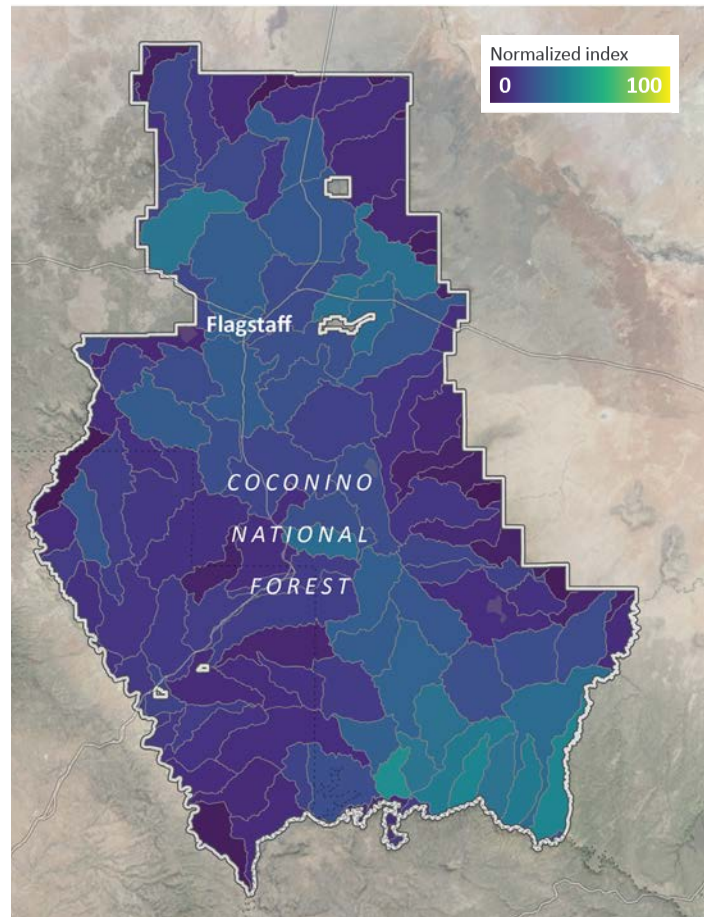 Normalized index
0 100
Flagstaff
COCONINO
NATIONAL
FOREST